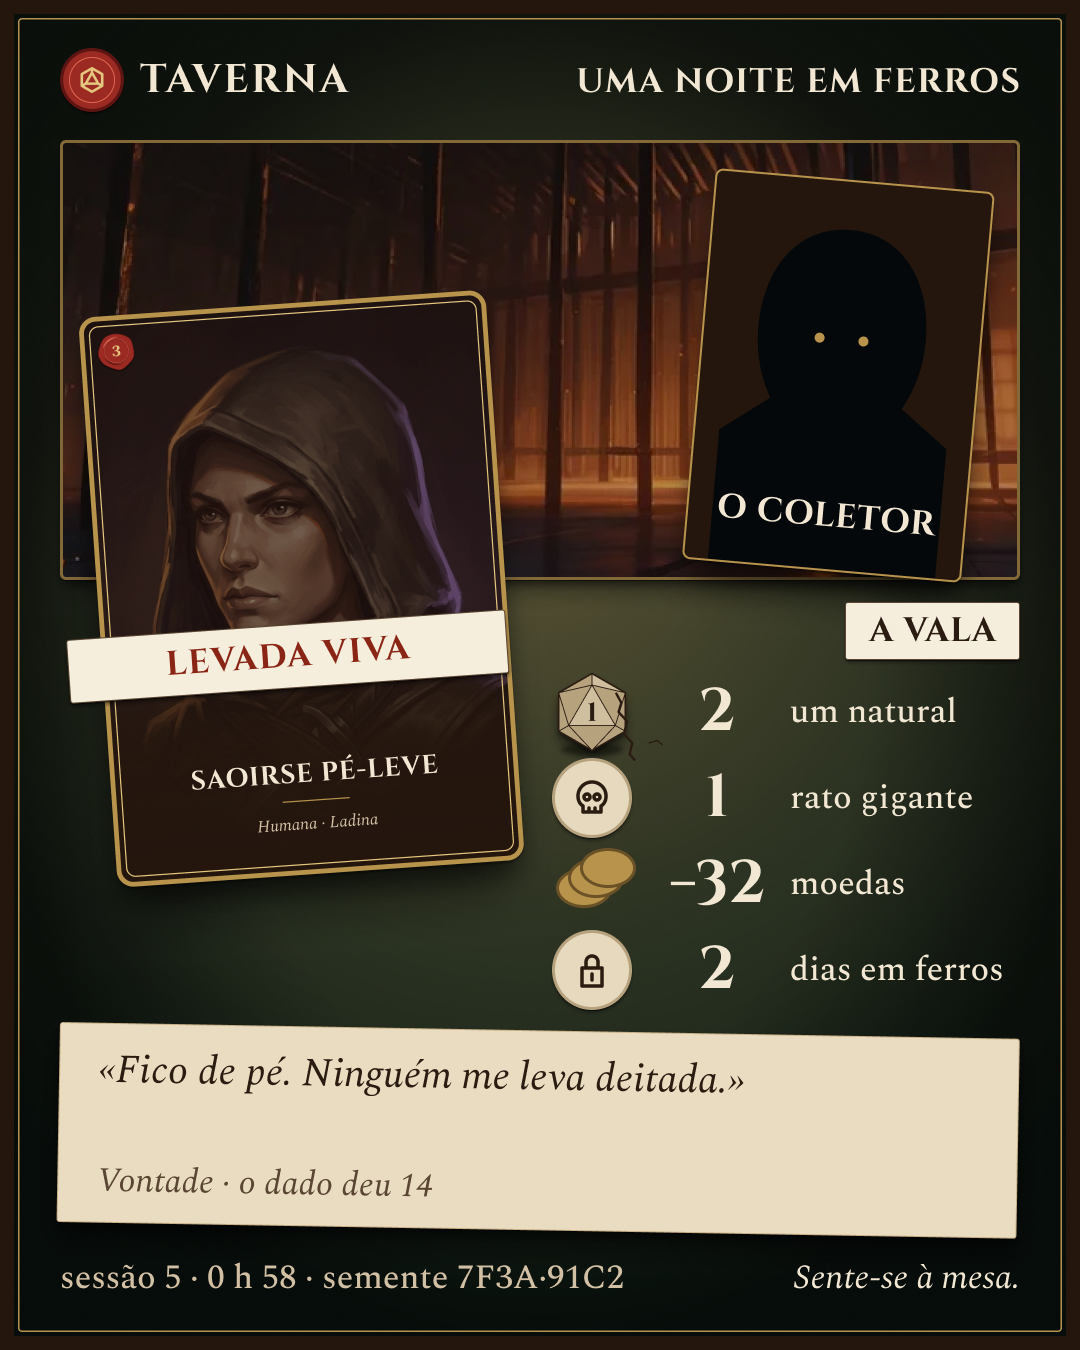 TAVERNA
UMA NOITE EM FERROS
3
O COLETOR
LEVADA VIVA
SAOIRSE PÉ-LEVE
Humana · Ladina
A VALA
1
2 um natural
1 rato gigante
–32 moedas
2 dias em ferros
«Fico de pé. Ninguém me leva deitada.»
Vontade · o dado deu 14
sessão 5 · 0 h 58 · semente 7F3A·91C2
Sente-se à mesa.